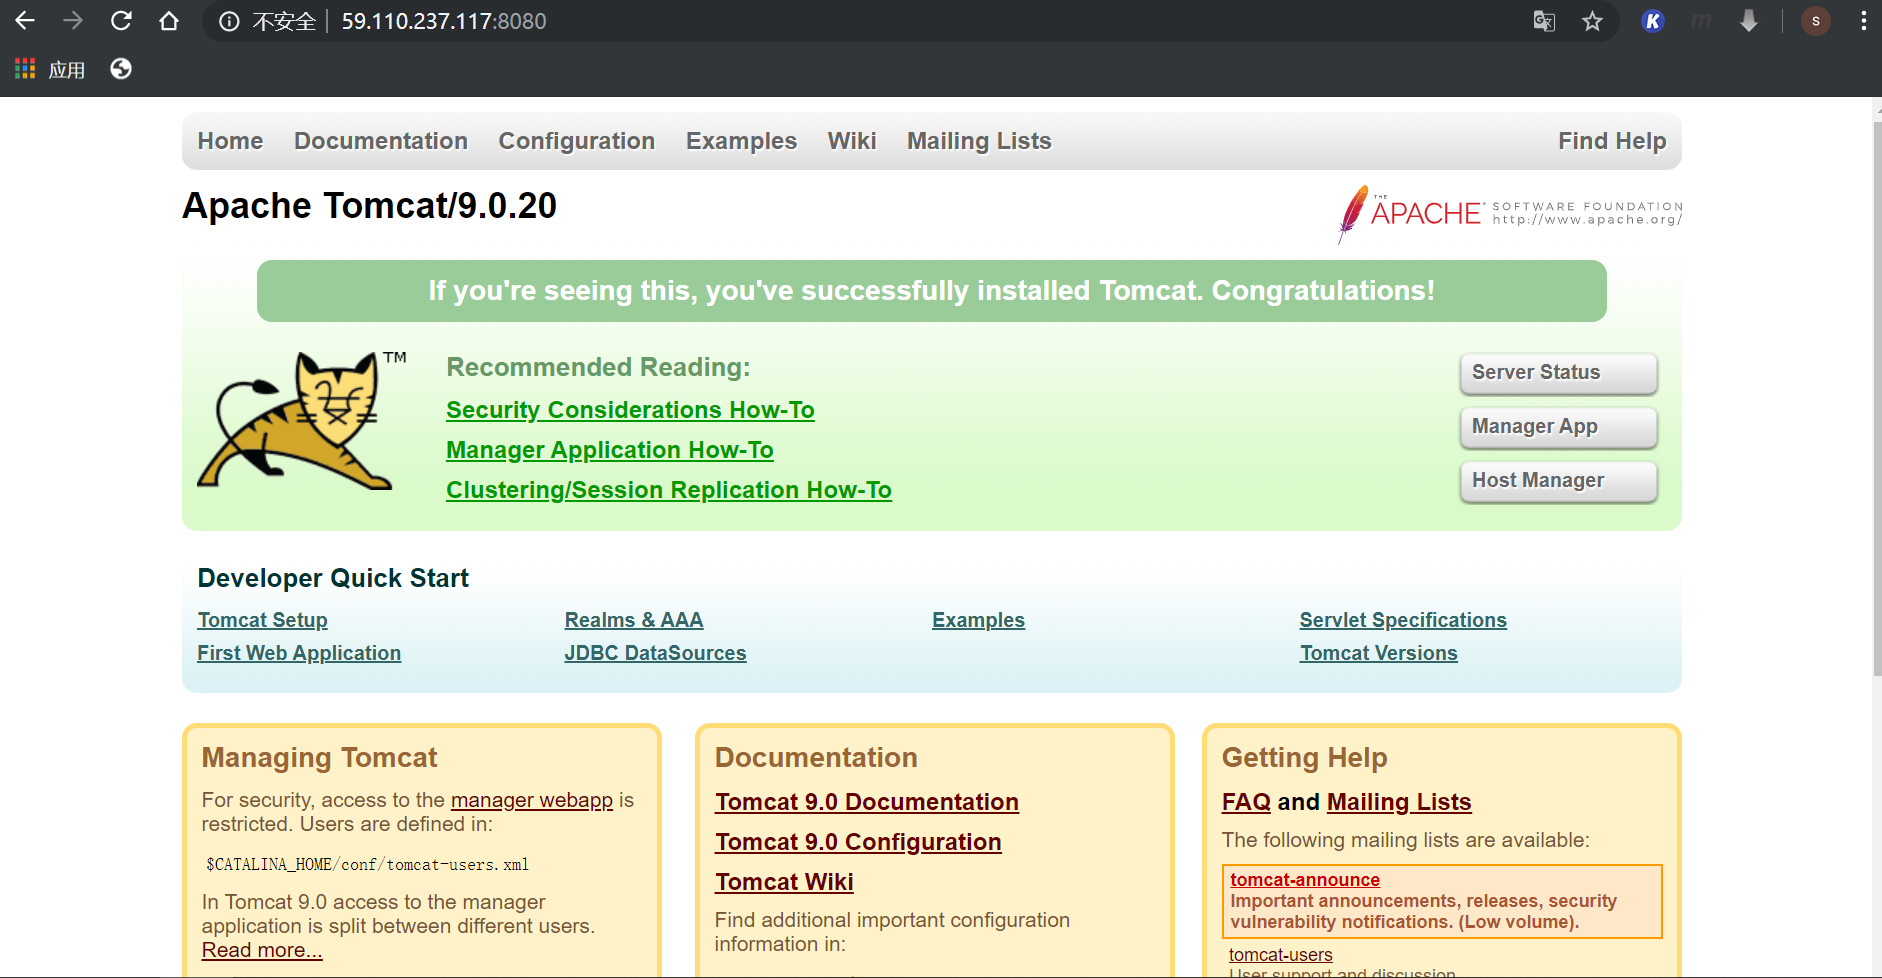 不安全 59.110.237.117:8080
S
应用
Home Documentation Configuration Examples Wiki Mailing Lists Find Help
Apache Tomcat/9.0.20
THE
APACHE SOFTWARE FOUNDATION
http://www.apache.org/
If you're seeing this, you've successfully installed Tomcat. Congratulations!
TM
Recommended Reading:
Security Considerations How-To
Manager Application How-To
Clustering/Session Replication How-To
Server Status
Manager App
Host Manager
Developer Quick Start
Tomcat Setup
First Web Application
Realms & AAA
JDBC DataSources
Examples
Servlet Specifications
Tomcat Versions
Managing Tomcat
For security, access to the manager webapp is
restricted. Users are defined in:
$CATALINA_HOME/conf/tomcat-users.xml
In Tomcat 9.0 access to the manager
application is split between different users.
Read more...
Documentation
Tomcat 9.0 Documentation
Tomcat 9.0 Configuration
Tomcat Wiki
Find additional important configuration
information in:
Getting Help
FAQ and Mailing Lists
The following mailing lists are available:
tomcat-announce
Important announcements, releases, security
vulnerability notifications. (Low volume).
tomcat-users
User support and discussion